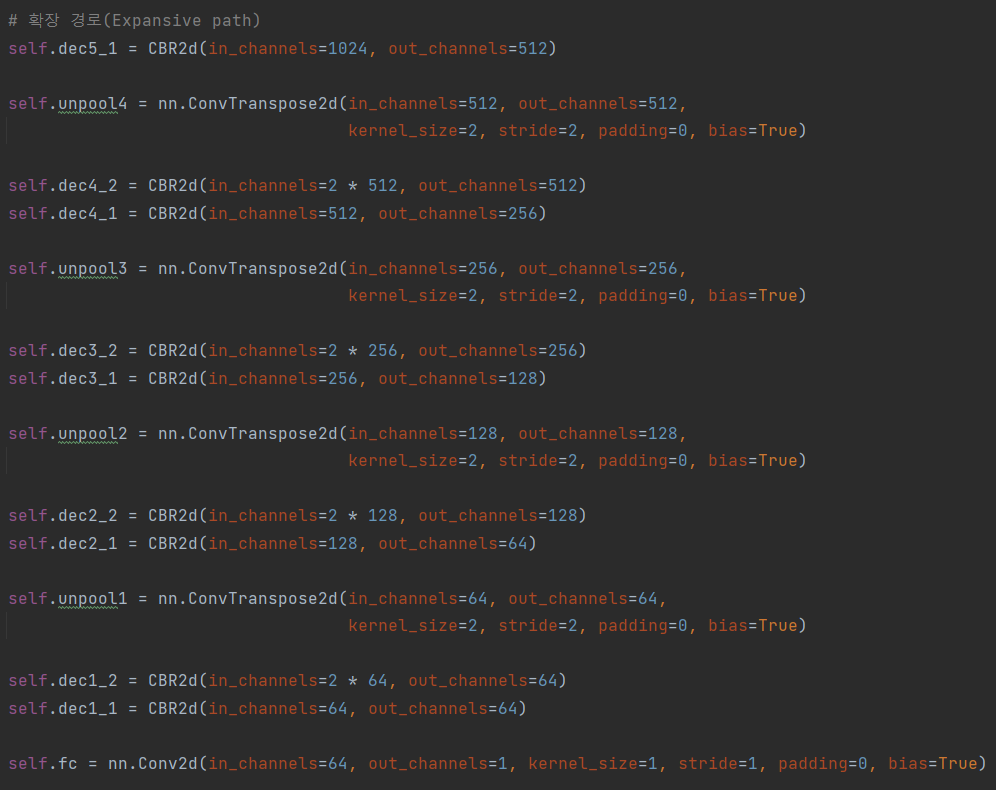 # 확장 경로(Expansive path)
self.dec5_1 = CBR2d(in_channels=1024, out_channels=512)
self.unpool4 = nn.ConvTranspose2d(in_channels=512, out_channels=512,
kernel_size=2, stride=2, padding=0, bias=True)
self.dec4_2 = CBR2d(in_channels=2 * 512, out_channels=512)
self.dec4_1 = CBR2d(in_channels=512, out_channels=256)
self.unpool3 = nn.ConvTranspose2d(in_channels=256, out_channels=256,
kernel_size=2, stride=2, padding=0, bias=True)
self.dec3_2 = CBR2d(in_channels=2 * 256, out_channels=256)
self.dec3_1 = CBR2d(in_channels=256, out_channels=128)
self.unpool2 = nn.ConvTranspose2d(in_channels=128, out_channels=128,
kernel_size=2, stride=2, padding=0, bias=True)
self.dec2_2 = CBR2d(in_channels=2 * 128, out_channels=128)
self.dec2_1 = CBR2d(in_channels=128, out_channels=64)
self.unpool1 = nn.ConvTranspose2d(in_channels=64, out_channels=64,
kernel_size=2, stride=2, padding=0, bias=True)
self.dec1_2 = CBR2d(in_channels=2 * 64, out_channels=64)
self.dec1_1 = CBR2d(in_channels=64, out_channels=64)
self.fc = nn.Conv2d(in_channels=64, out_channels=1, kernel_size=1, stride=1, padding=0, bias=True)